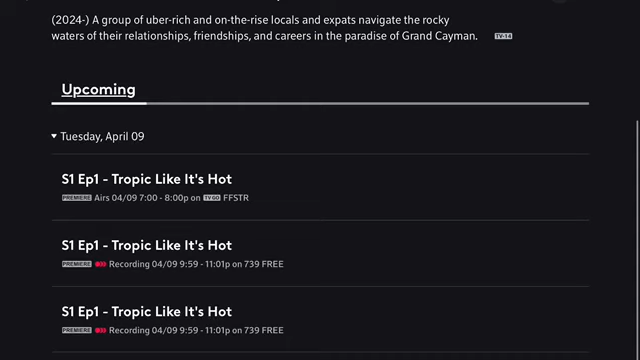 (2024-) A group of uber-rich and on-the-rise locals and expats navigate the rocky
waters of their relationships, friendships, and careers in the paradise of Grand Cayman. TV-14
Upcoming
Tuesday, April 09
S1 Ep1 - Tropic Like It's Hot
PREMIERE Airs 04/09 7:00 - 8:00p on TVGO FFSTR
S1 Ep1 - Tropic Like It's Hot
PREMIERE Recording 04/09 9:59 - 11:01p on 739 FREE
S1 Ep1 - Tropic Like It's Hot
PREMIERE Recording 04/09 9:59 - 11:01p on 739 FREE